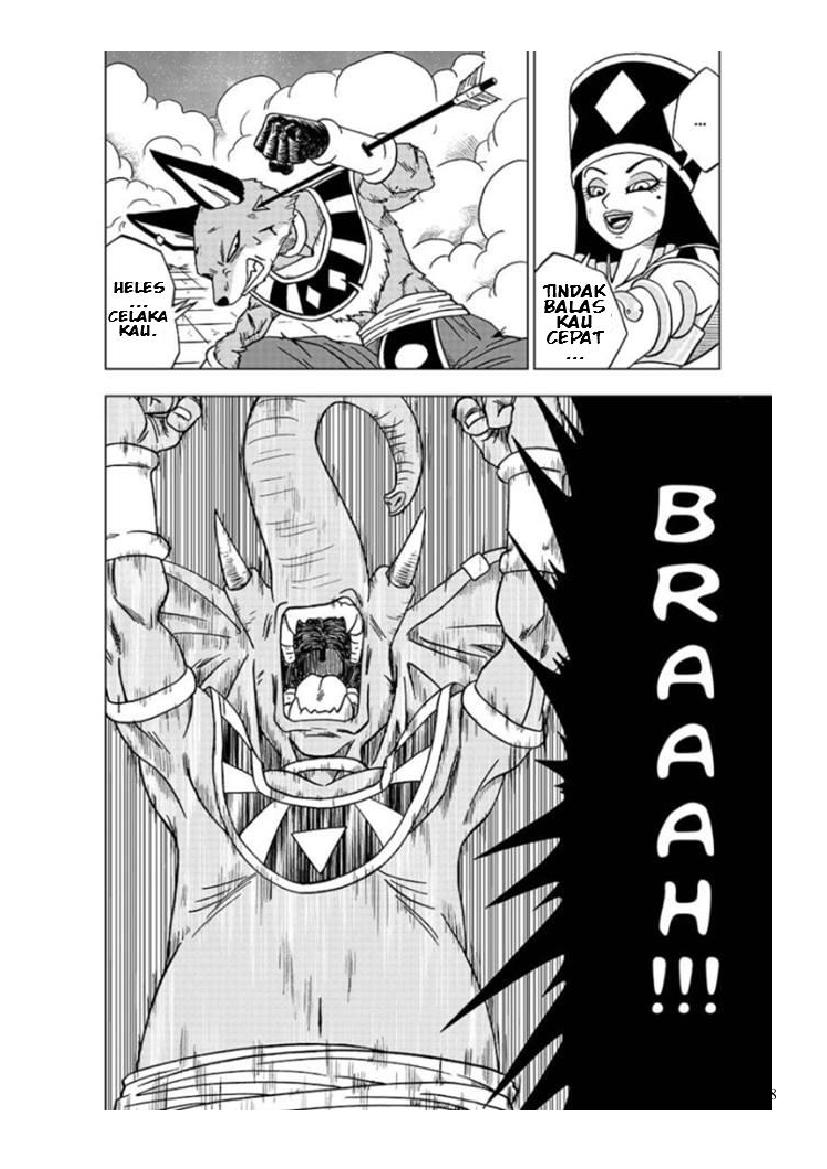 ...
TINDAK
BALAS
KAU
CEPAT
...
HELES
...
CELAKA
KAU.
BRAAAH!!!
8